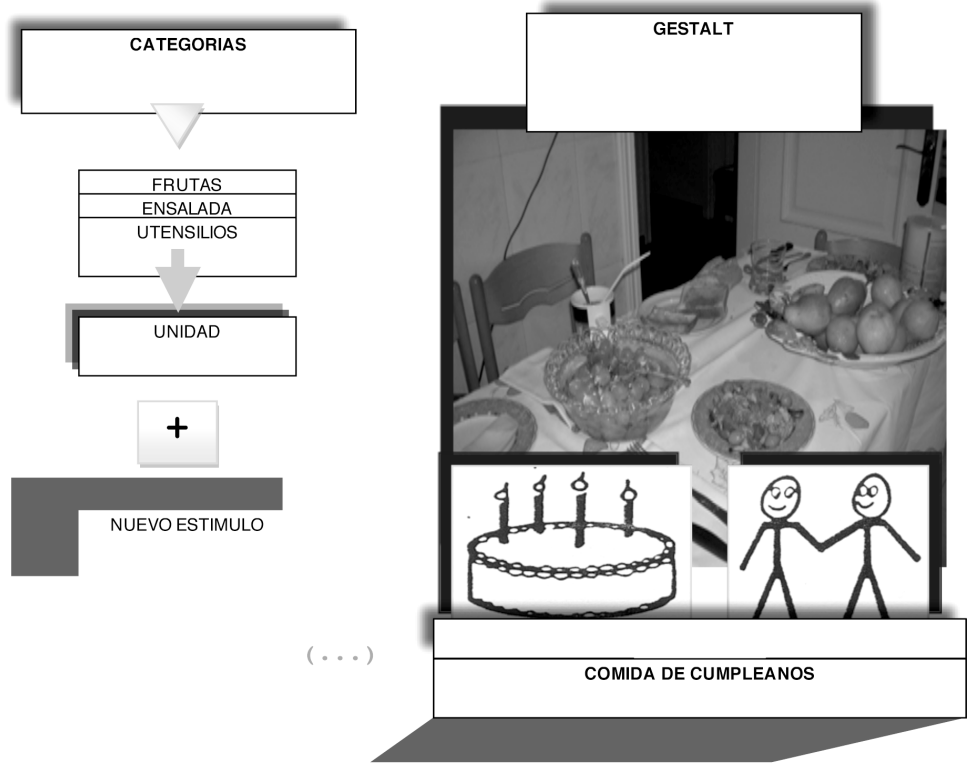 CATEGORIAS
FRUTAS
ENSALADA
UTENSILIOS
UNIDAD
+
NUEVO ESTIMULO
(...)
GESTALT
COMIDA DE CUMPLEANOS